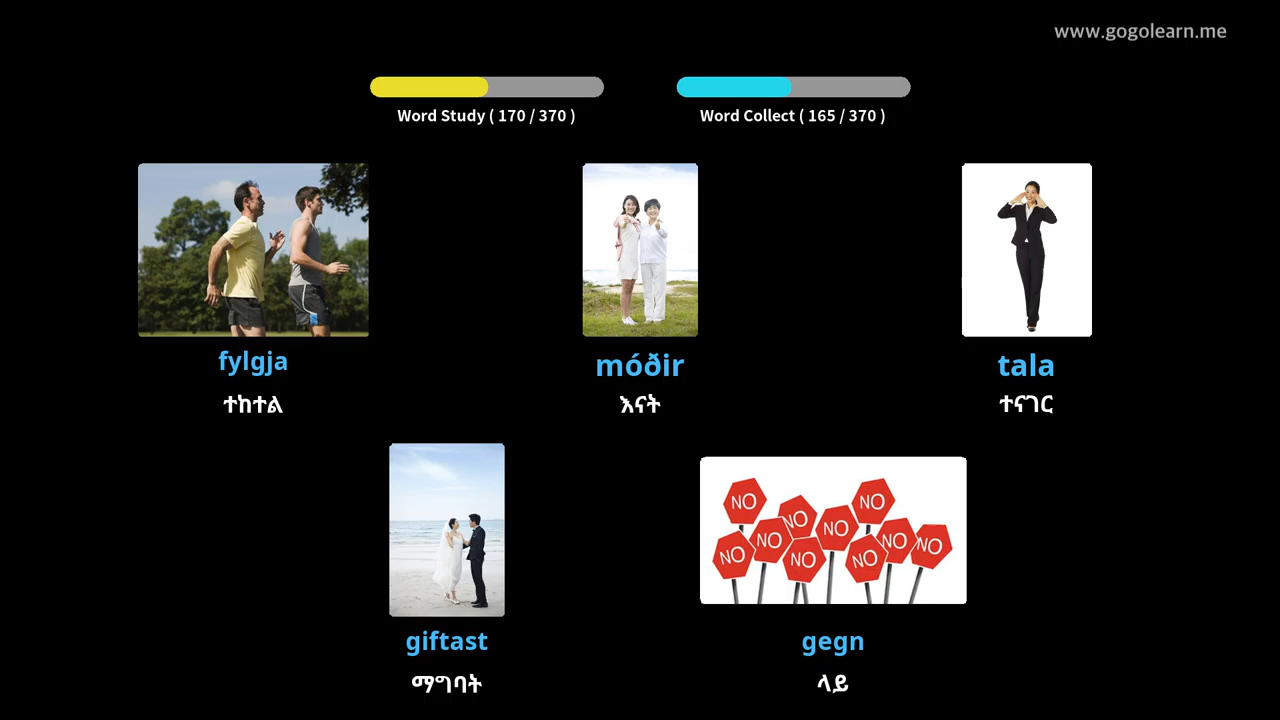 www.gogolearn.me
Word Study ( 170 / 370 )
Word Collect ( 165 / 370 )
fylgja
ተከተል
móðir
እናት
tala
ተናገር
NO
NO
NO
NO
NO
NO
NO
NO
NO
NO
giftast
ማግባት
gegn
ላይ